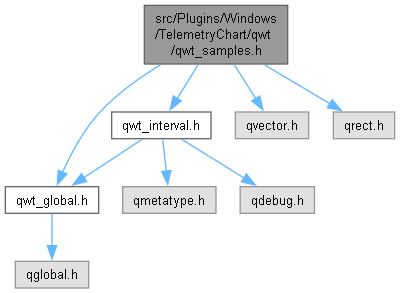 src/Plugins/Windows
/TelemetryChart/qwt
/qwt_samples.h
qwt_interval.h
qvector.h
qrect.h
qwt_global.h
qmetatype.h
qdebug.h
qglobal.h